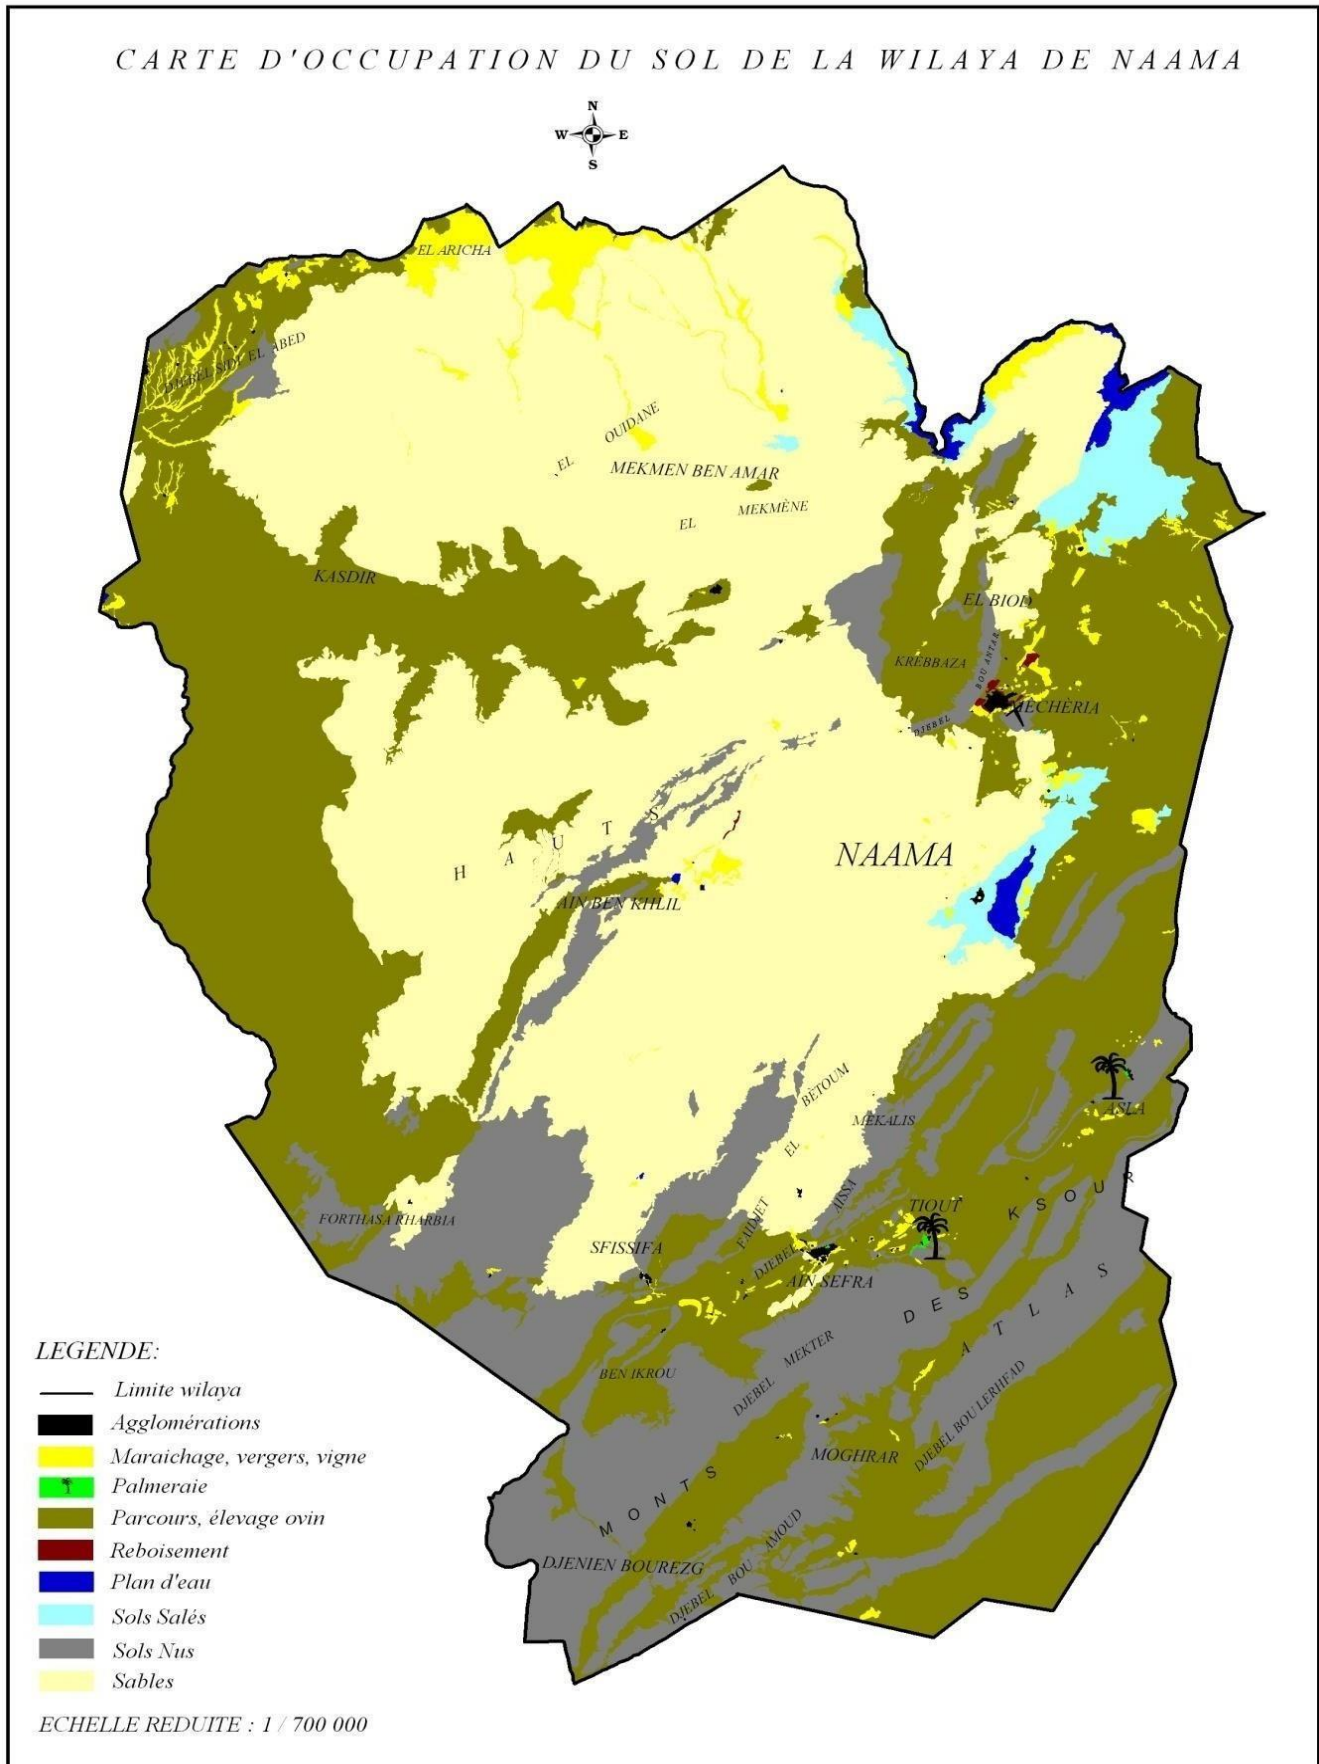 CARTE D'OCCUPATION DU SOL DE LA WILAYA DE NAAMA
N
W E
S
EL ARICHA
DJEBEL SIDI EL ABED
EL OUIDANE
MEKMEN BEN AMAR
EL MEKMÈNE
KASDIR
EL BIOD
KREBBAZA
DJEBEL BOU ANTAR
MECHÈRIA
HAUTS
NAAMA
AIN BEN KHLIL
EL BÈTOUM
MEKALIS
ASLA
FORTHASA RHARBIA
FAIDJET
AISSA
TIOUT
KSOUR
SFISSIFA
DJEBEL
AIN SEFRA
DES
ATLAS
BEN IKROU
DJEBEL MEKTER
DJEBEL BOU LERHFAD
MOGHRAR
MONTS
DJENIEN BOUREZG
DJEBEL BOU AMOUD
LEGENDE:
Limite wilaya
Agglomérations
Maraichage, vergers, vigne
Palmeraie
Parcours, élevage ovin
Reboisement
Plan d'eau
Sols Salés
Sols Nus
Sables
ECHELLE REDUITE : 1 / 700 000